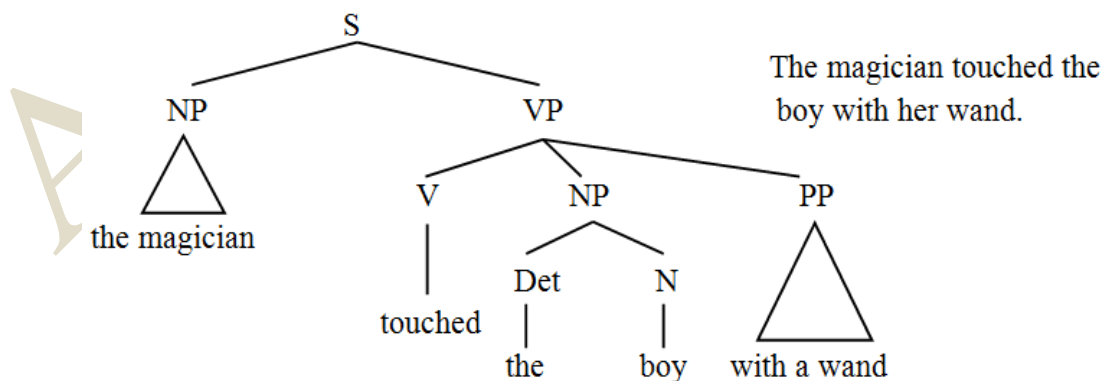 S
The magician touched the
boy with her wand.
NP VP
V NP PP
the magician
Det N
touched
the boy with a wand